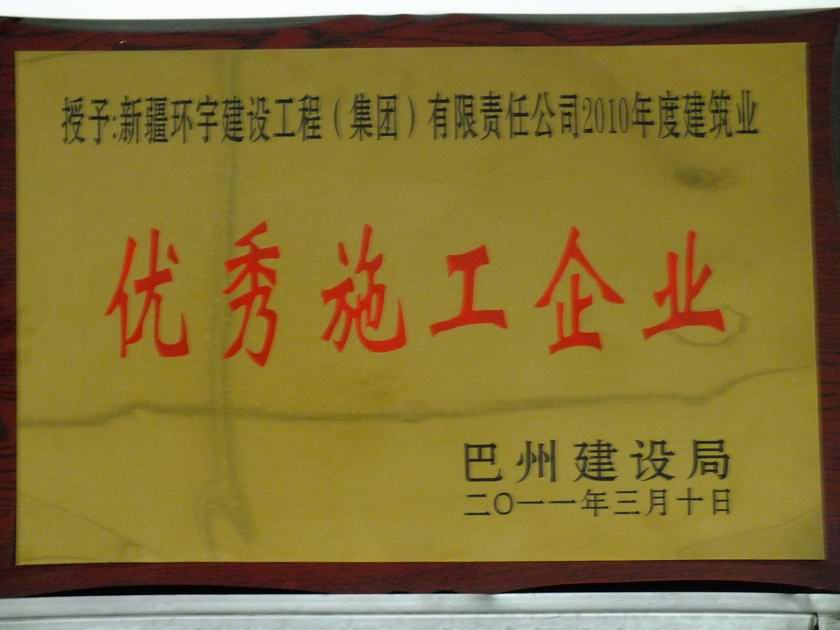 授予:新疆环宇建设工程（集团）有限责任公司2010年度建筑业
优秀施工企业
巴州建设局
二〇一一年三月十日